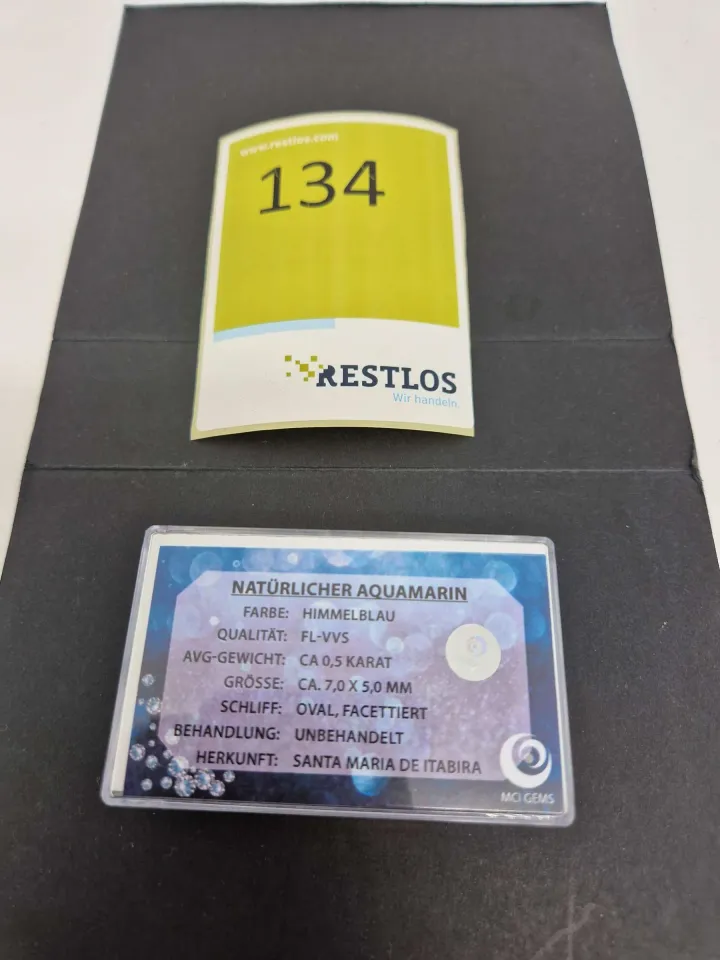 www.restlos.com
134
RESTLOS
Wir handeln.
NATÜRLICHER AQUAMARIN
FARBE: HIMMELBLAU
QUALITÄT: FL-VVS
AVG-GEWICHT: CA 0,5 KARAT
GRÖSSE: CA. 7,0 X 5,0 MM
SCHLIFF: OVAL, FACETTIERT
BEHANDLUNG: UNBEHANDELT
HERKUNFT: SANTA MARIA DE ITABIRA
MCI GEMS